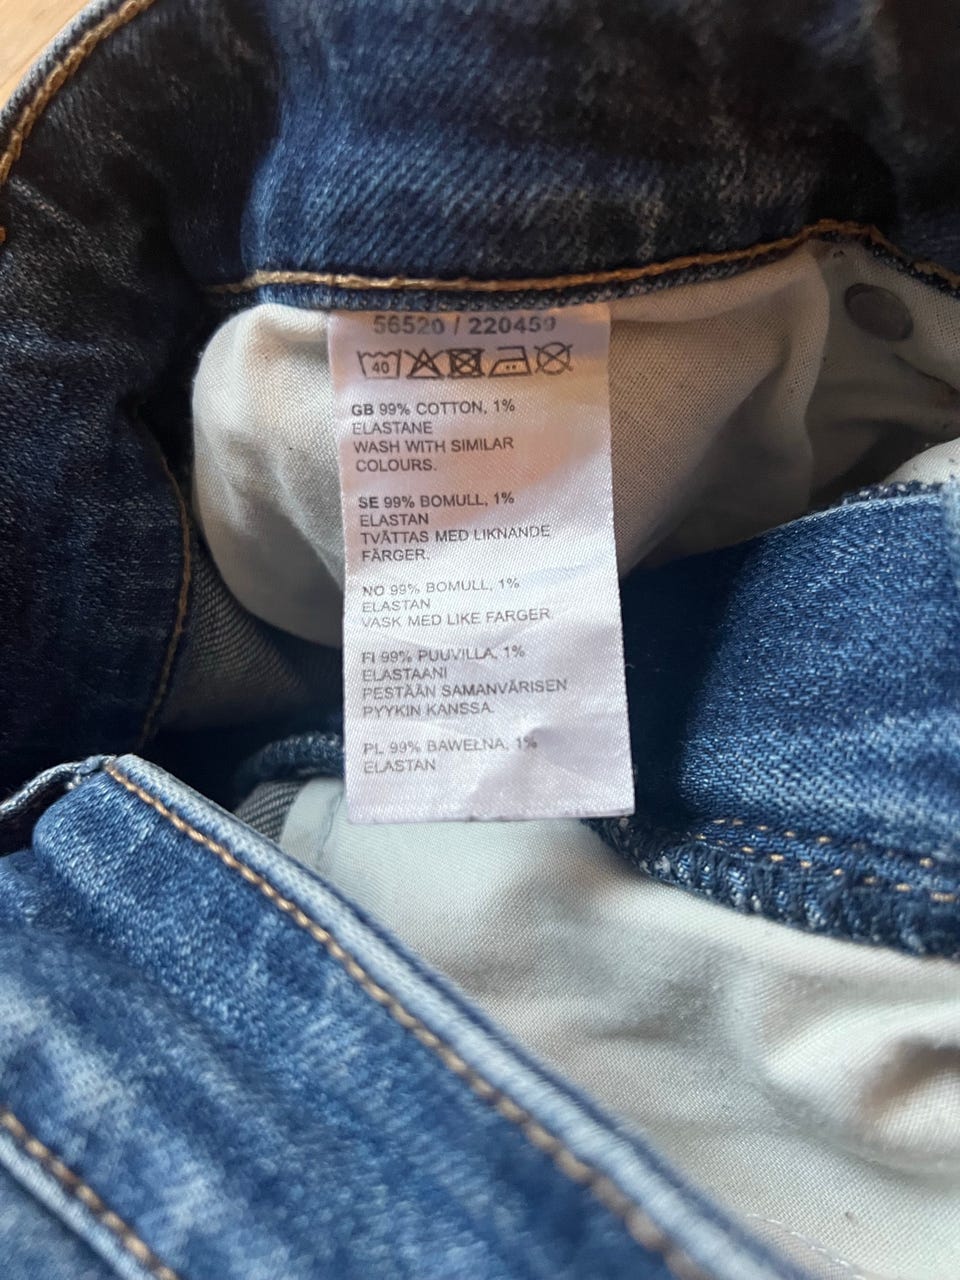 56520 / 220459
40
GB 99% COTTON, 1%
ELASTANE
WASH WITH SIMILAR
COLOURS.
SE 99% BOMULL, 1%
ELASTAN
TVÄTTAS MED LIKNANDE
FÄRGER.
NO 99% BOMULL, 1%
ELASTAN
VASK MED LIKE FARGER.
FI 99% PUUVILLA, 1%
ELASTAANI
PESTÄÄN SAMANVÄRISEN
PYYKIN KANSSA.
PL 99% BAWEŁNA, 1%
ELASTAN